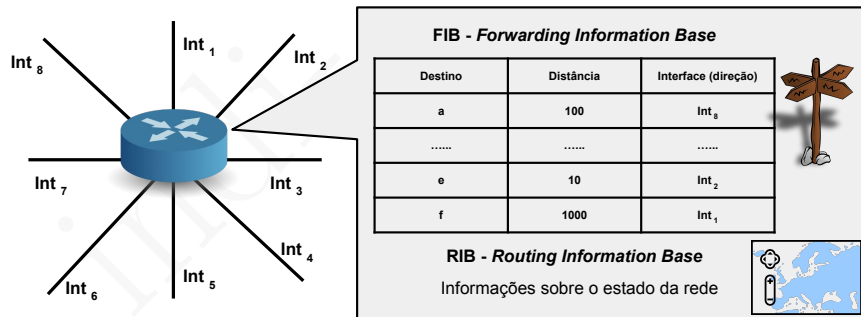 Int 1
Int 2
Int 3
Int 4
Int 5
Int 6
Int 7
Int 8
FIB - Forwarding Information Base
Destino Distância Interface (direção)
a 100 Int 8
…... …... …...
e 10 Int 2
f 1000 Int 1
RIB - Routing Information Base
Informações sobre o estado da rede